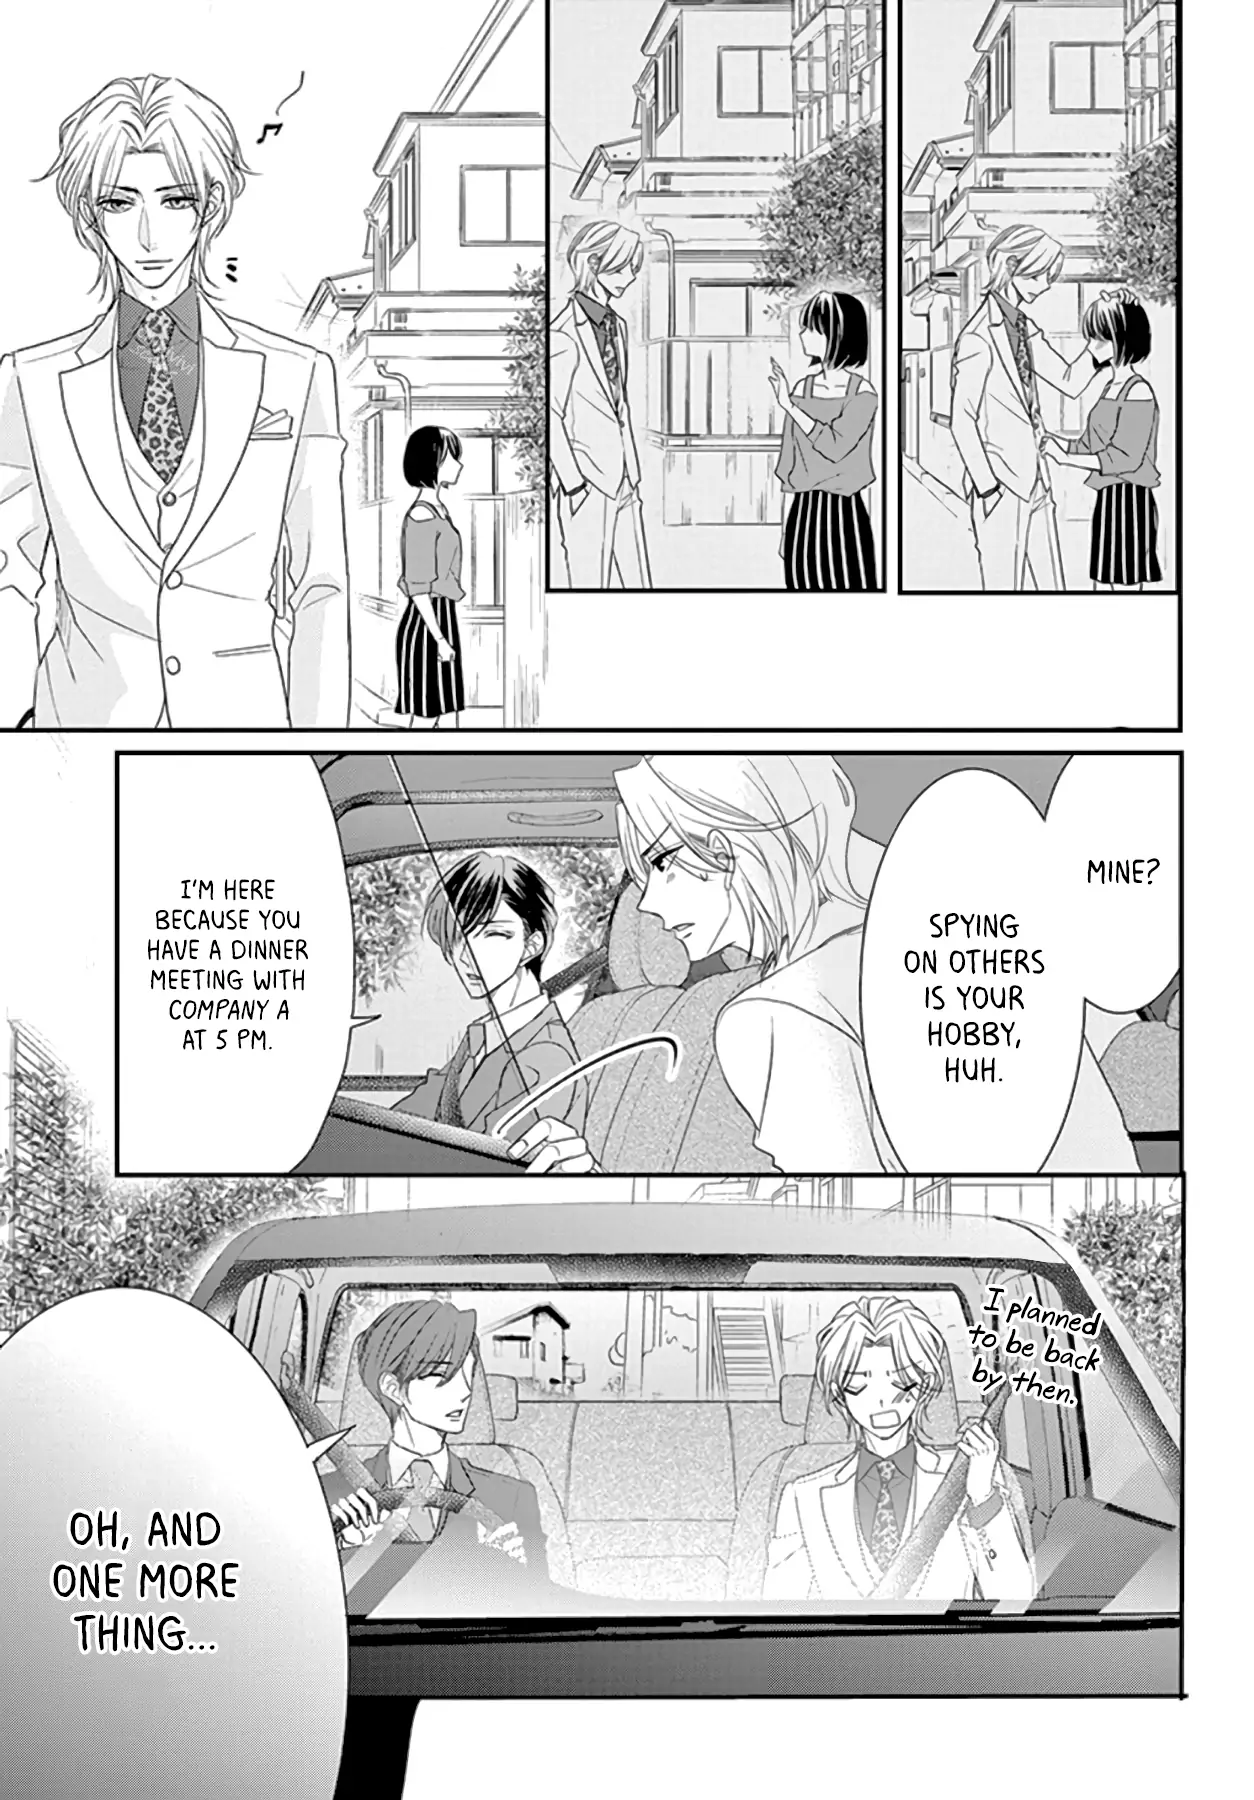 MINE?
SPYING
ON OTHERS
IS YOUR
HOBBY,
HUH.
I'M HERE
BECAUSE YOU
HAVE A DINNER
MEETING WITH
COMPANY A
AT 5 PM.
I planned
to be back
by then.
OH, AND
ONE MORE
THING...